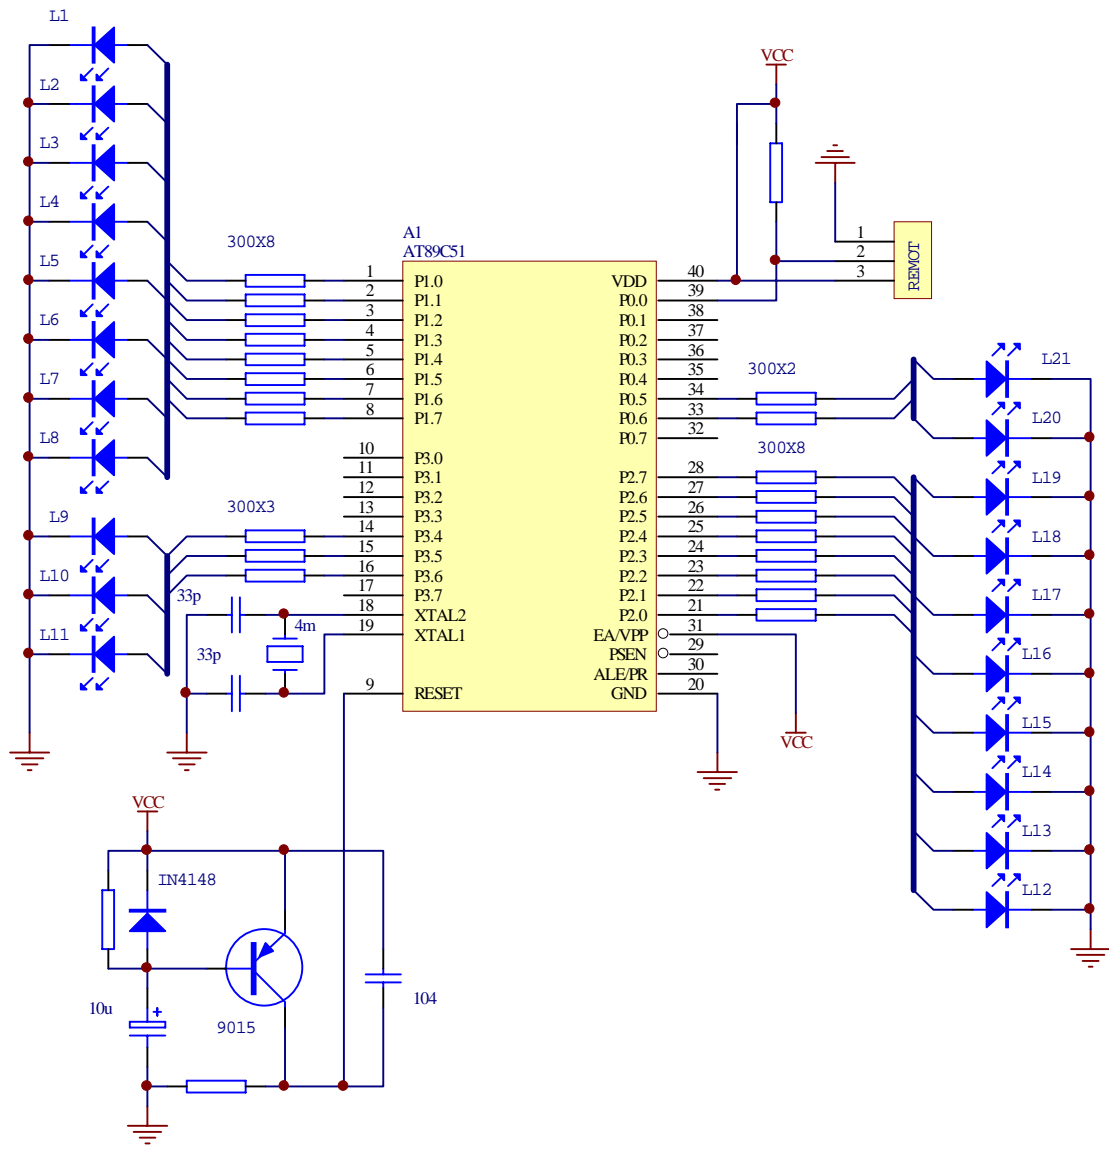 L1
L2
L3
L4
L5
L6
L7
L8
L9
L10
L11
300X8
300X3
33p
33p
4m
A1
AT89C51
1 P1.0
2 P1.1
3 P1.2
4 P1.3
5 P1.4
6 P1.5
7 P1.6
8 P1.7
10 P3.0
11 P3.1
12 P3.2
13 P3.3
14 P3.4
15 P3.5
16 P3.6
17 P3.7
18 XTAL2
19 XTAL1
9 RESET
VDD 40
P0.0 39
P0.1 38
P0.2 37
P0.3 36
P0.4 35
P0.5 34
P0.6 33
P0.7 32
P2.7 28
P2.6 27
P2.5 26
P2.4 25
P2.3 24
P2.2 23
P2.1 22
P2.0 21
EA/VPP 31
PSEN 29
ALE/PR 30
GND 20
VCC
1
2
3
REMOT
300X2
300X8
VCC
L21
L20
L19
L18
L17
L16
L15
L14
L13
L12
VCC
IN4148
10u
+
9015
104